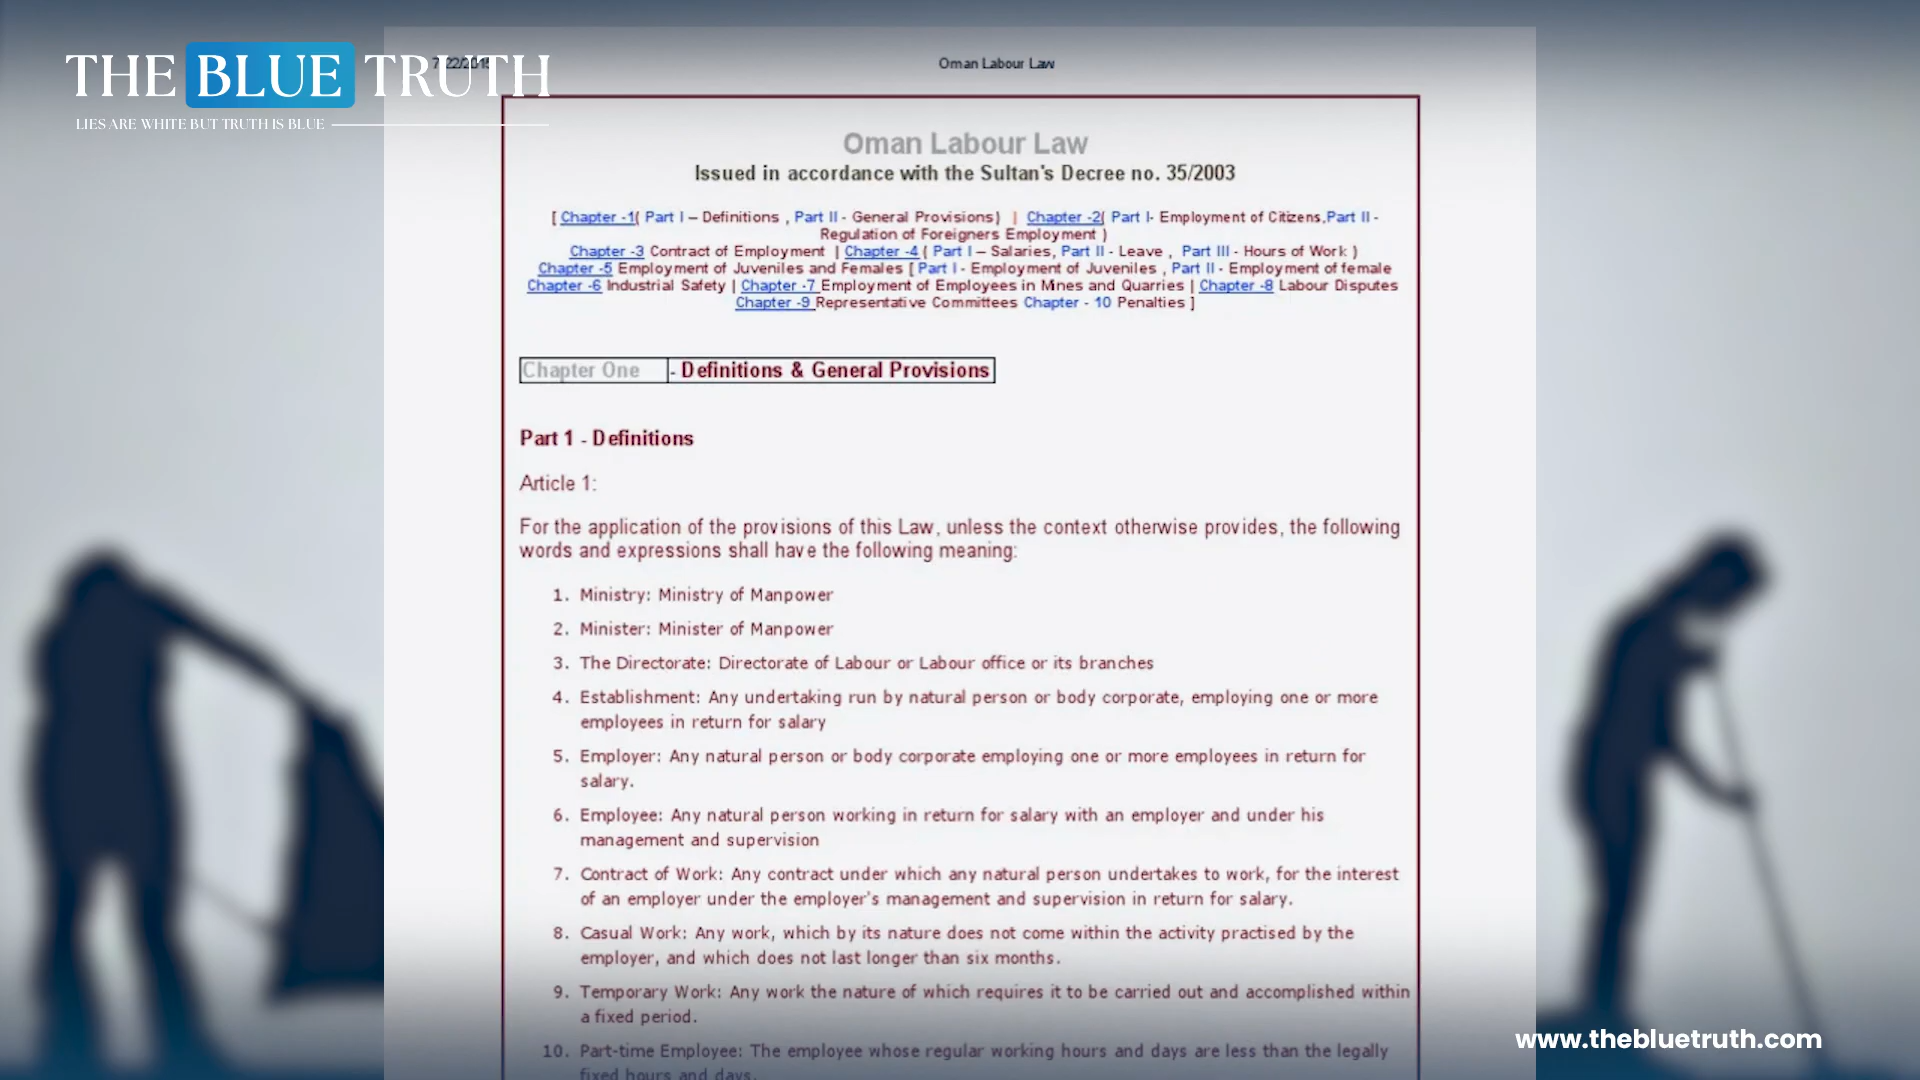 THE BLUE TRUTH
LIES ARE WHITE BUT TRUTH IS BLUE
7/22/2015
Oman Labour Law
Oman Labour Law
Issued in accordance with the Sultan's Decree no. 35/2003
[ Chapter -1( Part I – Definitions , Part II - General Provisions) | Chapter -2( Part I- Employment of Citizens,Part II -
Regulation of Foreigners Employment )
Chapter -3 Contract of Employment | Chapter -4 ( Part I – Salaries, Part II - Leave , Part III - Hours of Work )
Chapter -5 Employment of Juveniles and Females [ Part I - Employment of Juveniles , Part II - Employment of female
Chapter -6 Industrial Safety | Chapter -7 Employment of Employees in Mines and Quarries | Chapter -8 Labour Disputes
Chapter -9 Representative Committees Chapter - 10 Penalties ]
Chapter One - Definitions & General Provisions
Part 1 - Definitions
Article 1:
For the application of the provisions of this Law, unless the context otherwise provides, the following
words and expressions shall have the following meaning:
1. Ministry: Ministry of Manpower
2. Minister: Minister of Manpower
3. The Directorate: Directorate of Labour or Labour office or its branches
4. Establishment: Any undertaking run by natural person or body corporate, employing one or more
employees in return for salary
5. Employer: Any natural person or body corporate employing one or more employees in return for
salary.
6. Employee: Any natural person working in return for salary with an employer and under his
management and supervision
7. Contract of Work: Any contract under which any natural person undertakes to work, for the interest
of an employer under the employer's management and supervision in return for salary.
8. Casual Work: Any work, which by its nature does not come within the activity practised by the
employer, and which does not last longer than six months.
9. Temporary Work: Any work the nature of which requires it to be carried out and accomplished within
a fixed period.
10. Part-time Employee: The employee whose regular working hours and days are less than the legally
fixed hours and days.
www.thebluetruth.com